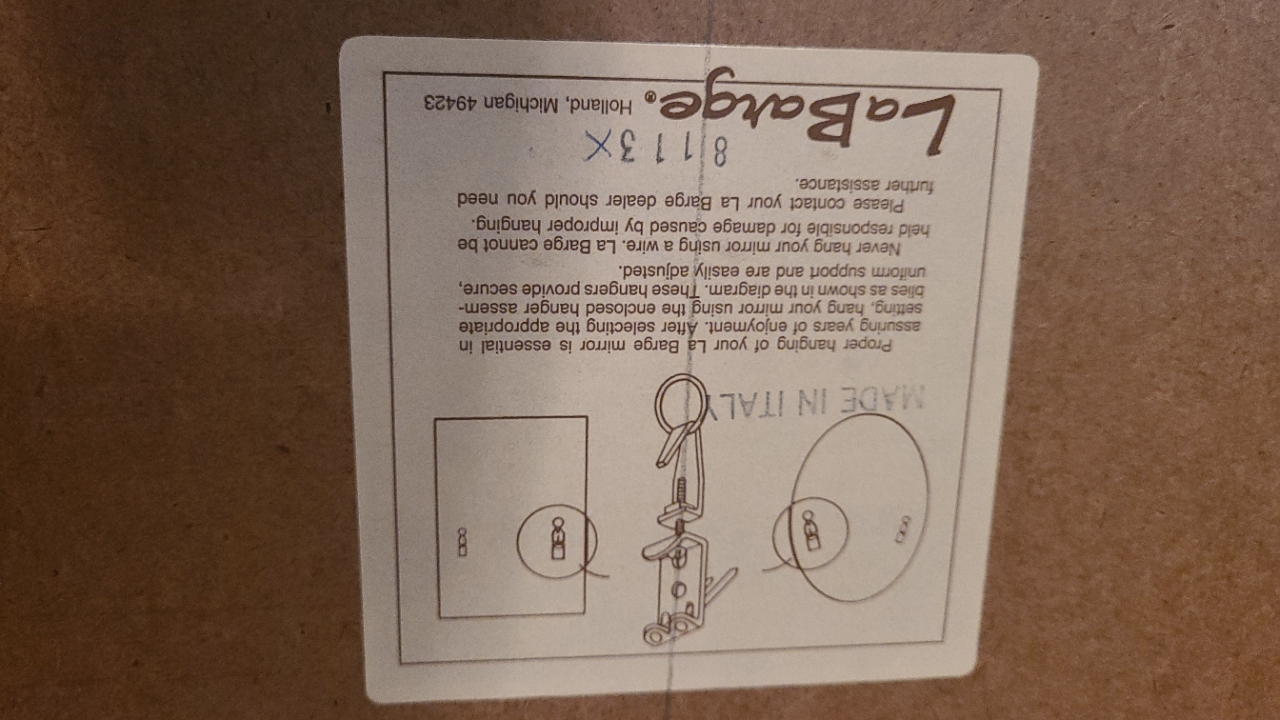 MADE IN ITALY
Proper hanging of your La Barge mirror is essential in
assuring years of enjoyment. After selecting the appropriate
setting, hang your mirror using the enclosed hanger assem-
blies as shown in the diagram. These hangers provide secure,
uniform support and are easily adjusted.
Never hang your mirror using a wire. La Barge cannot be
held responsible for damage caused by improper hanging.
Please contact your La Barge dealer should you need
further assistance.
8113X
LaBarge® Holland, Michigan 49423